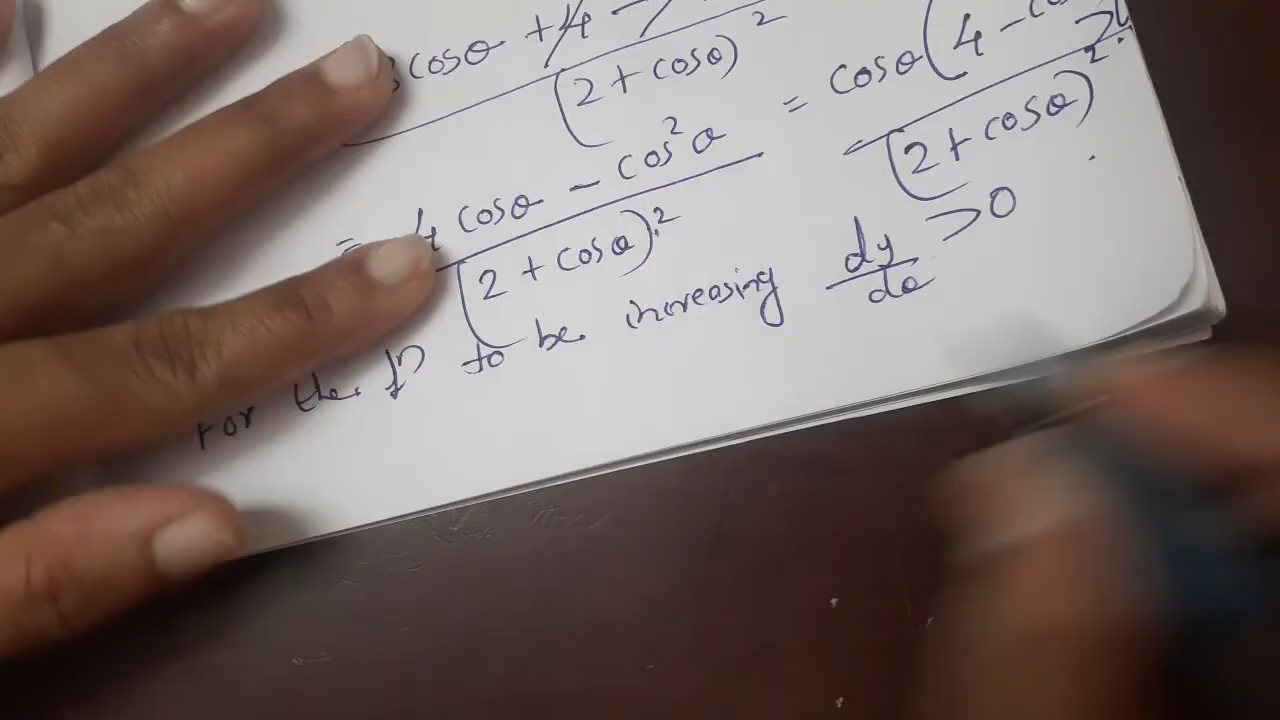 cosθ + 4 -
(2 + cosθ)²
= 4 cosθ - cos²θ
(2 + cosθ)²
= cosθ(4 - cos
(2 + cosθ)²
For the fn to be increasing dy/dθ > 0